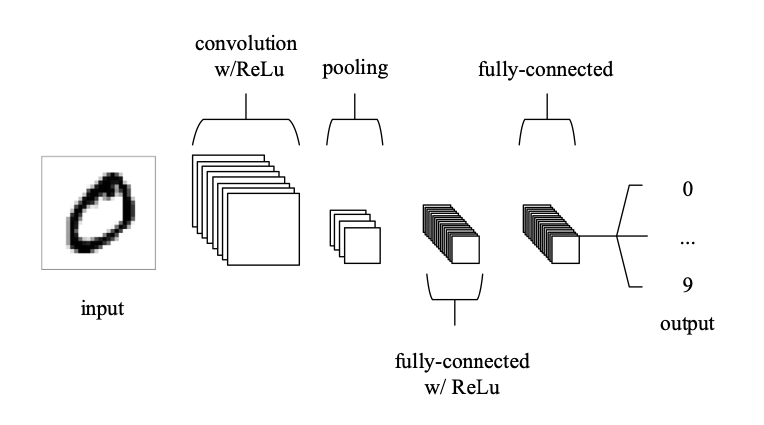 convolution
w/ReLu
pooling
fully-connected
input
0
...
9
output
fully-connected
w/ ReLu